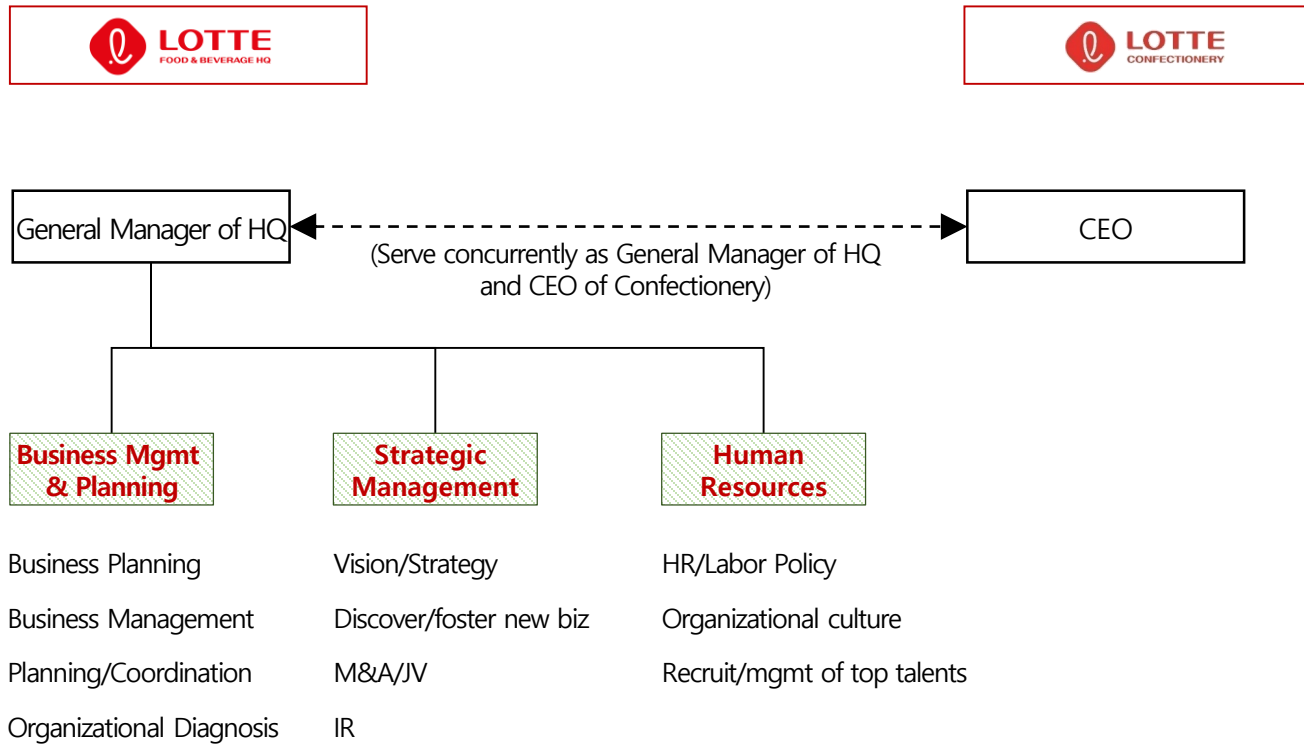 LOTTE
FOOD & BEVERAGE HQ
LOTTE
CONFECTIONERY
General Manager of HQ
(Serve concurrently as General Manager of HQ
and CEO of Confectionery)
CEO
Business Mgmt
& Planning
Strategic
Management
Human
Resources
Business Planning
Business Management
Planning/Coordination
Organizational Diagnosis
Vision/Strategy
Discover/foster new biz
M&A/JV
IR
HR/Labor Policy
Organizational culture
Recruit/mgmt of top talents